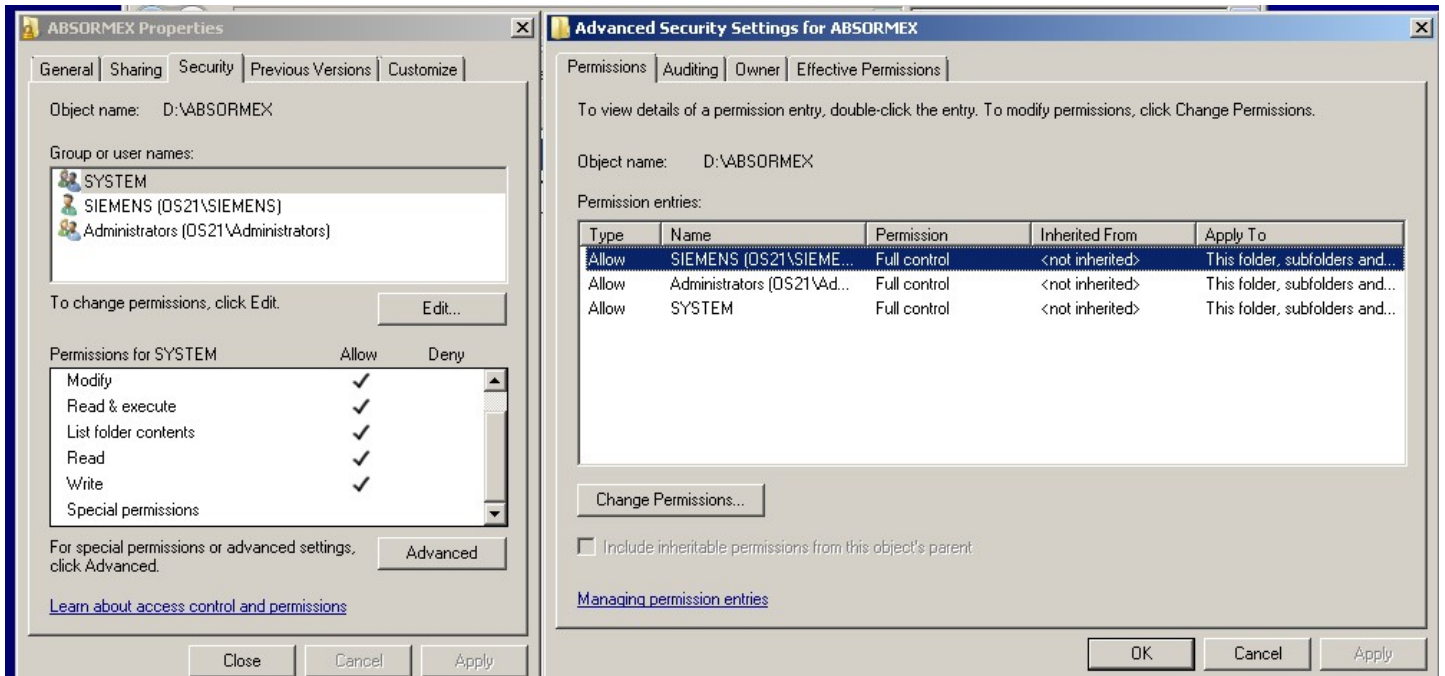 ABSORMEX Properties
General Sharing Security Previous Versions Customize
Object name: D:\ABSORMEX
Group or user names:
SYSTEM
SIEMENS (OS21\SIEMENS)
Administrators (OS21\Administrators)
To change permissions, click Edit.
Edit...
Permissions for SYSTEM Allow Deny
Modify
Read & execute
List folder contents
Read
Write
Special permissions
For special permissions or advanced settings,
click Advanced.
Advanced
Learn about access control and permissions
Close Cancel Apply
Advanced Security Settings for ABSORMEX
Permissions Auditing Owner Effective Permissions
To view details of a permission entry, double-click the entry. To modify permissions, click Change Permissions.
Object name: D:\ABSORMEX
Permission entries:
Type Name Permission Inherited From Apply To
Allow SIEMENS (OS21\SIEME... Full control <not inherited> This folder, subfolders and...
Allow Administrators (OS21\Ad... Full control <not inherited> This folder, subfolders and...
Allow SYSTEM Full control <not inherited> This folder, subfolders and...
Change Permissions...
Include inheritable permissions from this object's parent
Managing permission entries
OK Cancel Apply